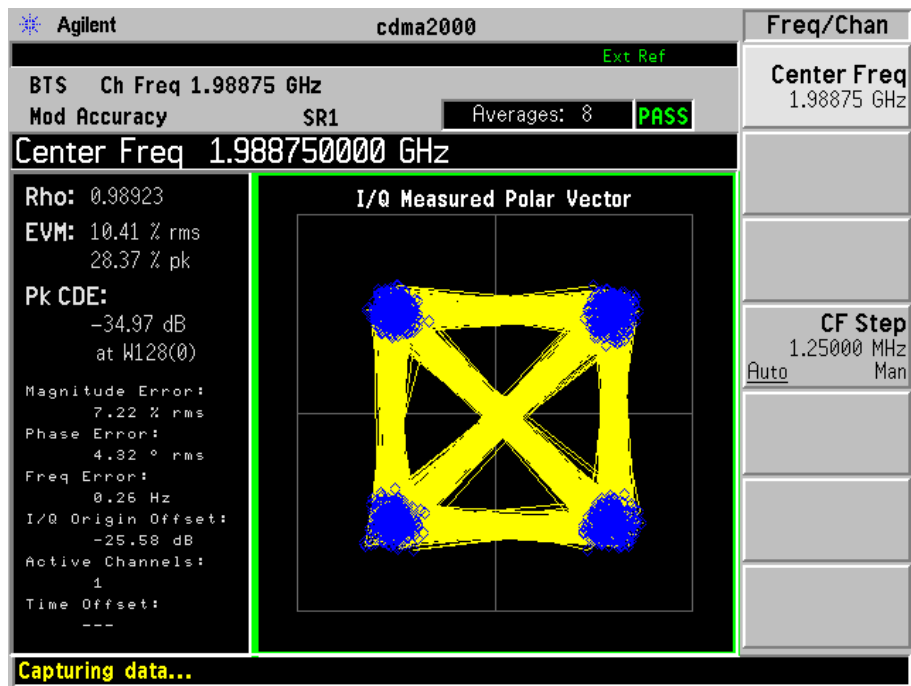 Agilent
cdma2000
Freq/Chan
Ext Ref
BTS Ch Freq 1.98875 GHz
Mod Accuracy SR1 Averages: 8 PASS
Center Freq 1.988750000 GHz
Rho: 0.98923
EVM: 10.41 % rms
28.37 % pk
Pk CDE:
-34.97 dB
at W128(0)
Magnitude Error:
7.22 % rms
Phase Error:
4.32 ° rms
Freq Error:
0.26 Hz
I/Q Origin Offset:
-25.58 dB
Active Channels:
1
Time Offset:
---
I/Q Measured Polar Vector
Center Freq
1.98875 GHz
CF Step
1.25000 MHz
Auto Man
Capturing data...